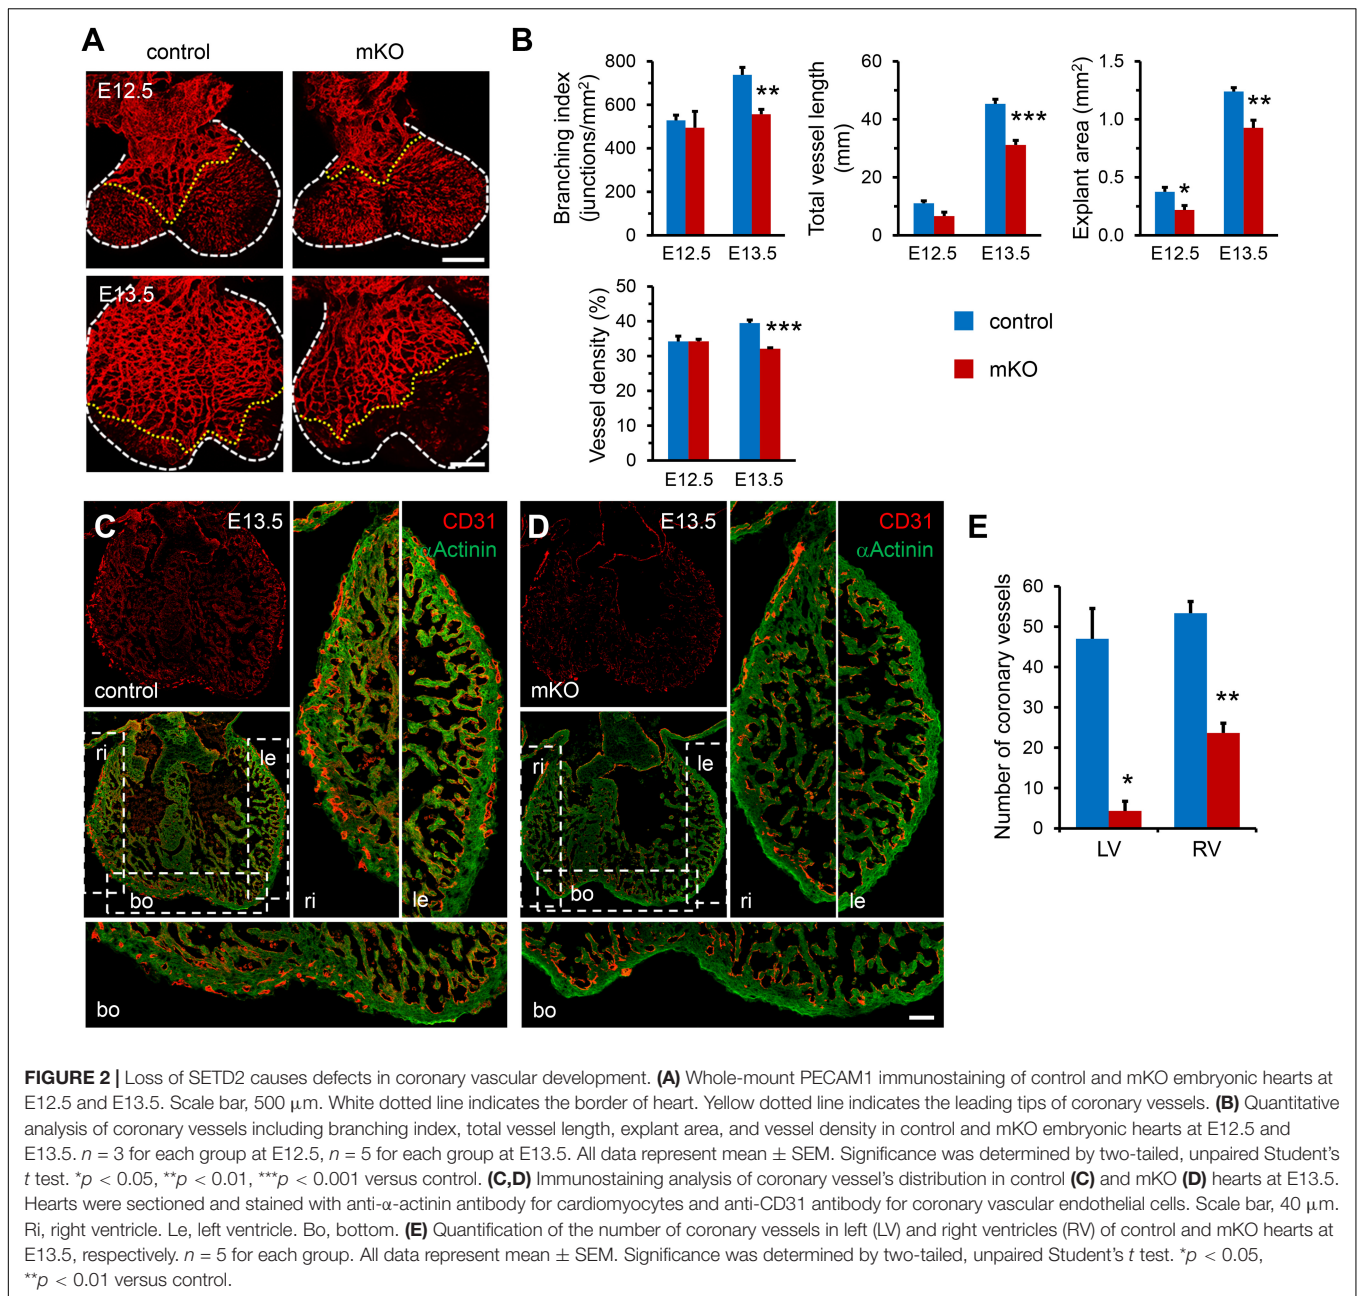 A
control
mKO
E12.5
E13.5
B
Branching index
(junctions/mm²)
800
600
400
200
0
**
E12.5 E13.5
Total vessel length
(mm)
60
40
20
0
***
E12.5 E13.5
Explant area (mm²)
1.5
1.0
0.5
0.0
*
**
E12.5 E13.5
Vessel density (%)
50
40
30
20
10
0
***
E12.5 E13.5
control
mKO
C
E13.5
control
CD31
αActinin
ri
le
bo
ri
le
bo
D
E13.5
mKO
CD31
αActinin
ri
le
bo
ri
le
bo
E
Number of coronary vessels
60
50
40
30
20
10
0
*
**
LV
RV
FIGURE 2 | Loss of SETD2 causes defects in coronary vascular development. (A) Whole-mount PECAM1 immunostaining of control and mKO embryonic hearts at
E12.5 and E13.5. Scale bar, 500 μm. White dotted line indicates the border of heart. Yellow dotted line indicates the leading tips of coronary vessels. (B) Quantitative
analysis of coronary vessels including branching index, total vessel length, explant area, and vessel density in control and mKO embryonic hearts at E12.5 and
E13.5. n = 3 for each group at E12.5, n = 5 for each group at E13.5. All data represent mean ± SEM. Significance was determined by two-tailed, unpaired Student's
t test. *p < 0.05, **p < 0.01, ***p < 0.001 versus control. (C,D) Immunostaining analysis of coronary vessel's distribution in control (C) and mKO (D) hearts at E13.5.
Hearts were sectioned and stained with anti-α-actinin antibody for cardiomyocytes and anti-CD31 antibody for coronary vascular endothelial cells. Scale bar, 40 μm.
Ri, right ventricle. Le, left ventricle. Bo, bottom. (E) Quantification of the number of coronary vessels in left (LV) and right ventricles (RV) of control and mKO hearts at
E13.5, respectively. n = 5 for each group. All data represent mean ± SEM. Significance was determined by two-tailed, unpaired Student's t test. *p < 0.05,
**p < 0.01 versus control.